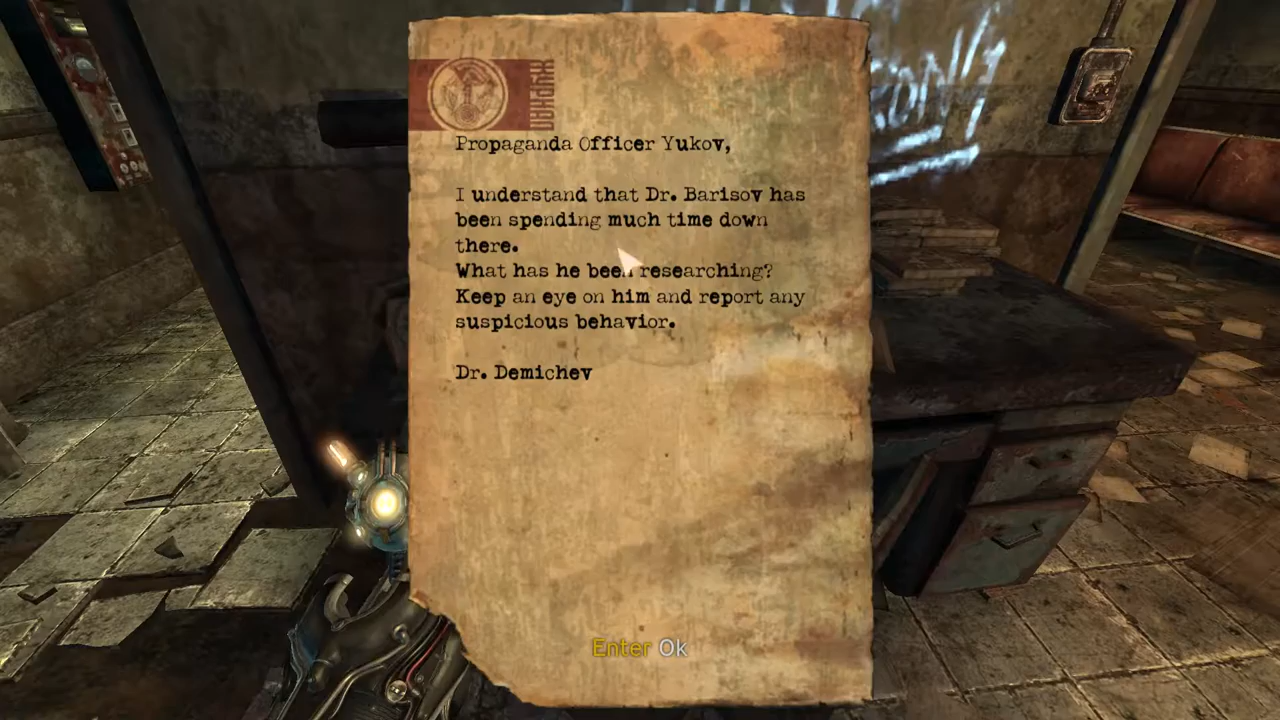 Propaganda Officer Yukov,
I understand that Dr. Barisov has
been spending much time down
there.
What has he been researching?
Keep an eye on him and report any
suspicious behavior.
Dr. Demichev
Enter Ok